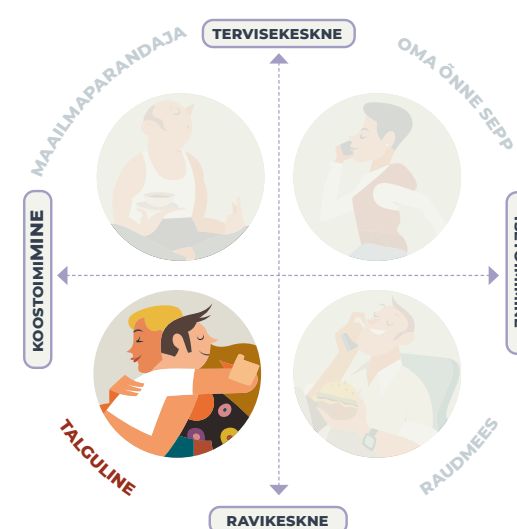 TERVISEKESKNE
MAAILMAPARANDAJA
OMA ÕNNE SEPP
KOOSTOIMIMINE
TALGULINE
RAUDMEES
RAVIKESKNE